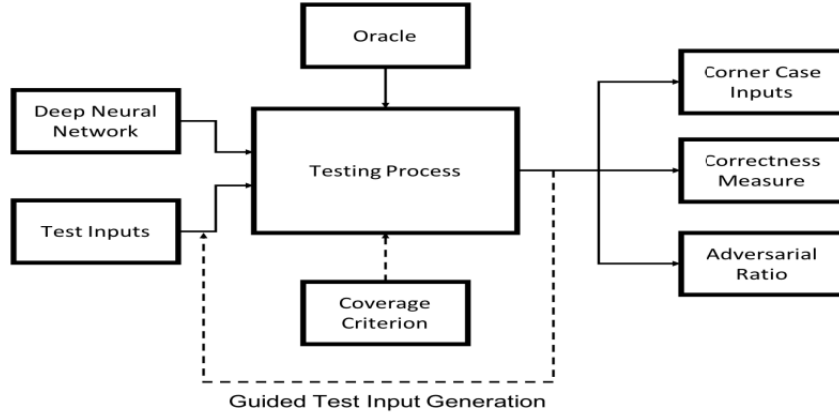 Oracle
Deep Neural
Network
Test Inputs
Testing Process
Coverage
Criterion
Corner Case
Inputs
Correctness
Measure
Adversarial
Ratio
Guided Test Input Generation